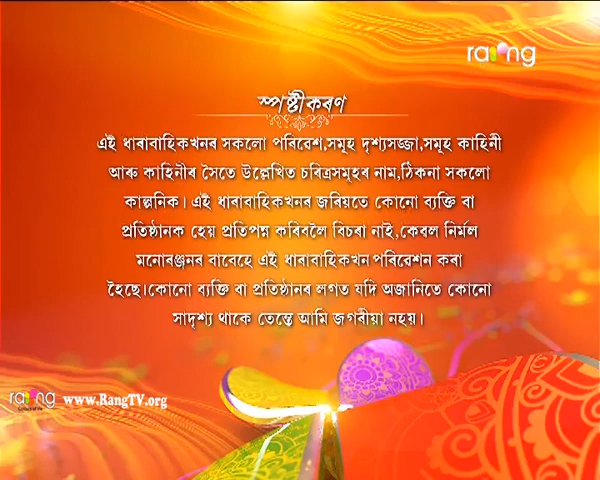 rang
স্পষ্টীকৰণ
এই ধাৰাবাহিকখনৰ সকলো পৰিৱেশ,সমূহ দৃশ্যসজ্জা,সমূহ কাহিনী
আৰু কাহিনীৰ সৈতে উল্লেখিত চৰিত্ৰসমূহৰ নাম,ঠিকনা সকলো
কাল্পনিক। এই ধাৰাবাহিকখনৰ জৰিয়তে কোনো ব্যক্তি বা
প্ৰতিষ্ঠানক হেয় প্ৰতিপন্ন কৰিবলৈ বিচৰা নাই,কেৱল নিৰ্মল
মনোৰঞ্জনৰ বাবেহে এই ধাৰাবাহিকখন পৰিৱেশন কৰা
হৈছে।কোনো ব্যক্তি বা প্ৰতিষ্ঠানৰ লগত যদি অজানিতে কোনো
সাদৃশ্য থাকে তেন্তে আমি জগৰীয়া নহয়।
rang www.RangTV.org